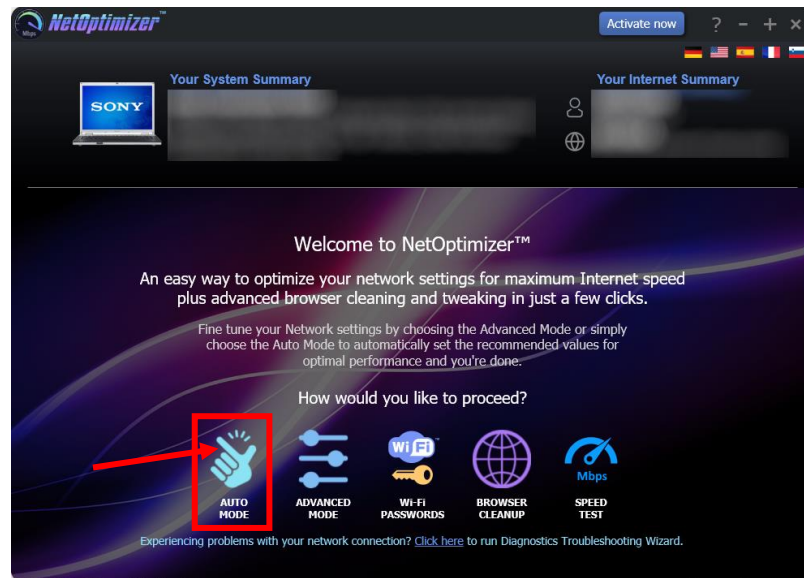 Mbps NetOptimizer™
Activate now
?
Your System Summary
Your Internet Summary
SONY
Welcome to NetOptimizer™
An easy way to optimize your network settings for maximum Internet speed
plus advanced browser cleaning and tweaking in just a few clicks.
Fine tune your Network settings by choosing the Advanced Mode or simply
choose the Auto Mode to automatically set the recommended values for
optimal performance and you're done.
How would you like to proceed?
Wi Fi
Mbps
AUTO MODE
ADVANCED MODE
Wi-Fi PASSWORDS
BROWSER CLEANUP
SPEED TEST
Experiencing problems with your network connection? Click here to run Diagnostics Troubleshooting Wizard.